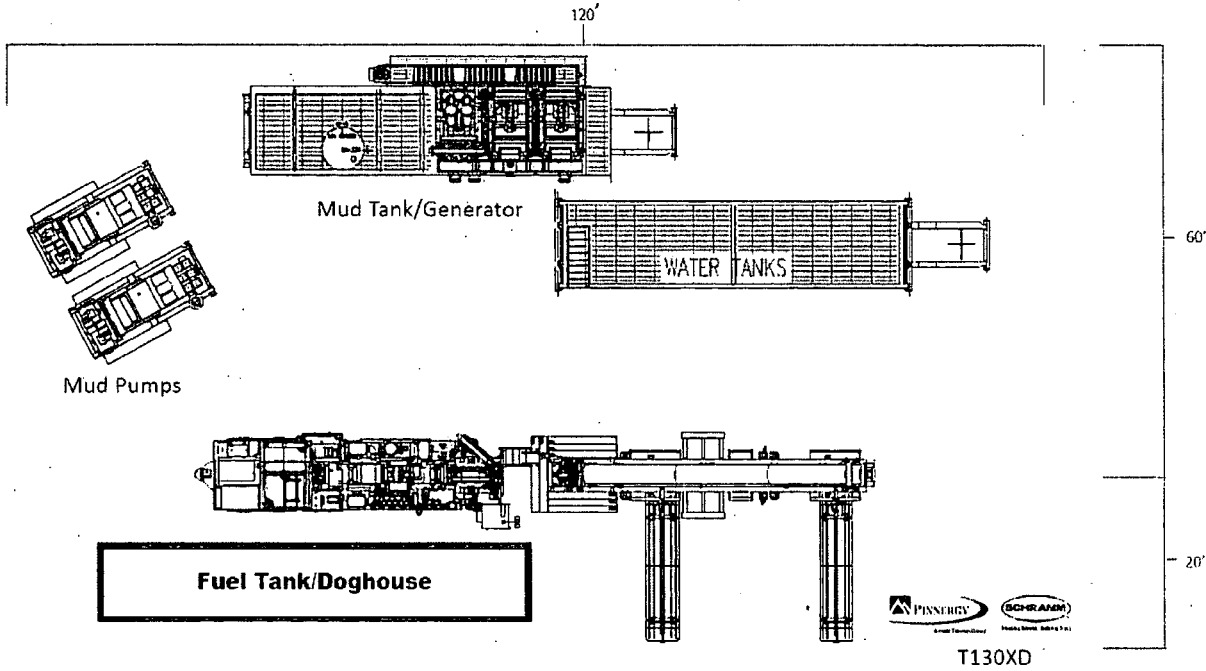 120'
Mud Tank/Generator
60'
WATER TANKS
Mud Pumps
Fuel Tank/Doghouse
20'
PINNERGY
SCHRAMM
T130XD